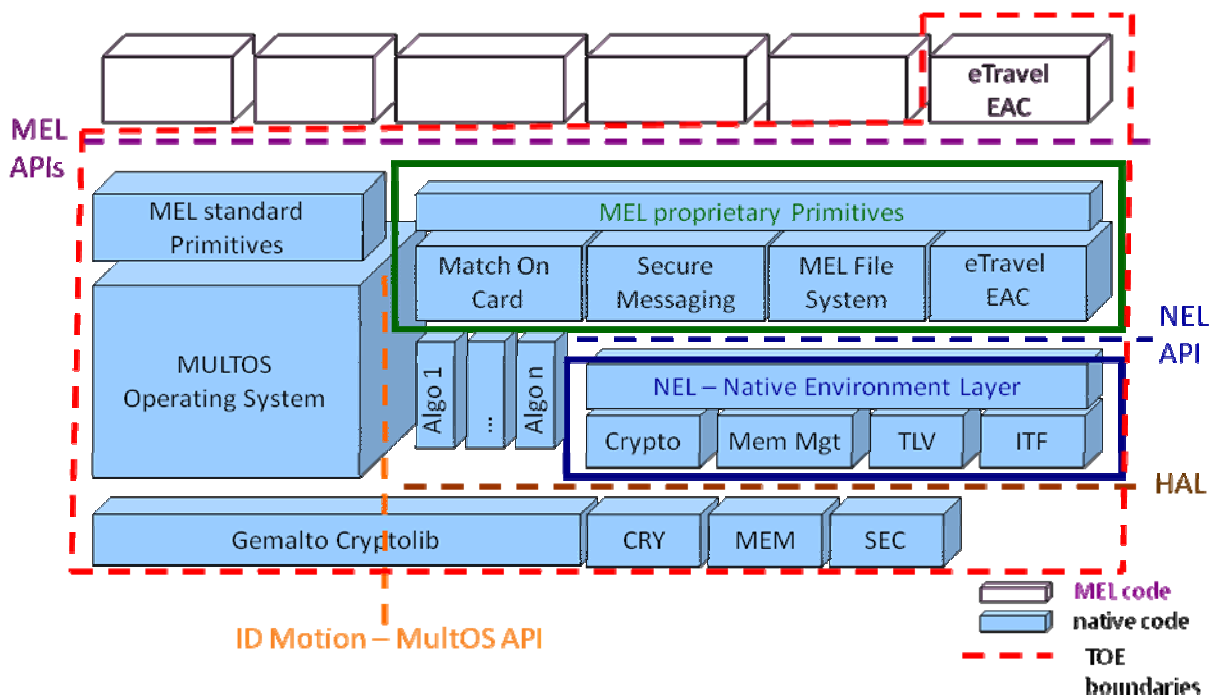 eTravel
EAC
MEL
APIs
MEL standard
Primitives
MEL proprietary Primitives
Match On
Card
Secure
Messaging
MEL File
System
eTravel
EAC
NEL
API
MULTOS
Operating System
Algo 1
...
Algo n
NEL – Native Environment Layer
Crypto
Mem Mgt
TLV
ITF
HAL
Gemalto Cryptolib
CRY
MEM
SEC
ID Motion – MultOS API
MEL code
native code
TOE
boundaries